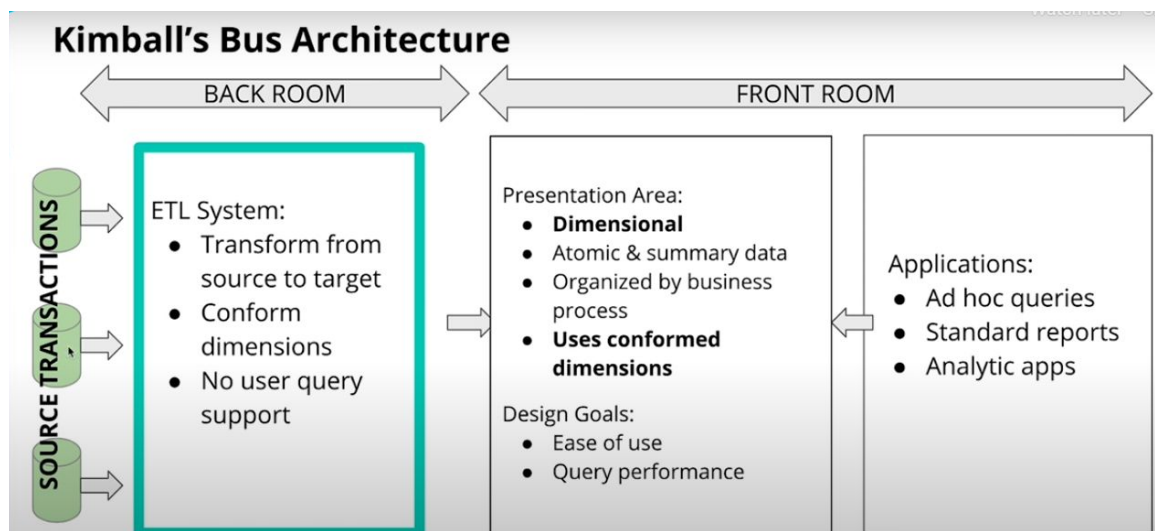 Kimball's Bus Architecture
BACK ROOM
FRONT ROOM
SOURCE TRANSACTIONS
ETL System:
● Transform from
source to target
● Conform
dimensions
● No user query
support
Presentation Area:
● Dimensional
● Atomic & summary data
● Organized by business
process
● Uses conformed
dimensions
Design Goals:
● Ease of use
● Query performance
Applications:
● Ad hoc queries
● Standard reports
● Analytic apps